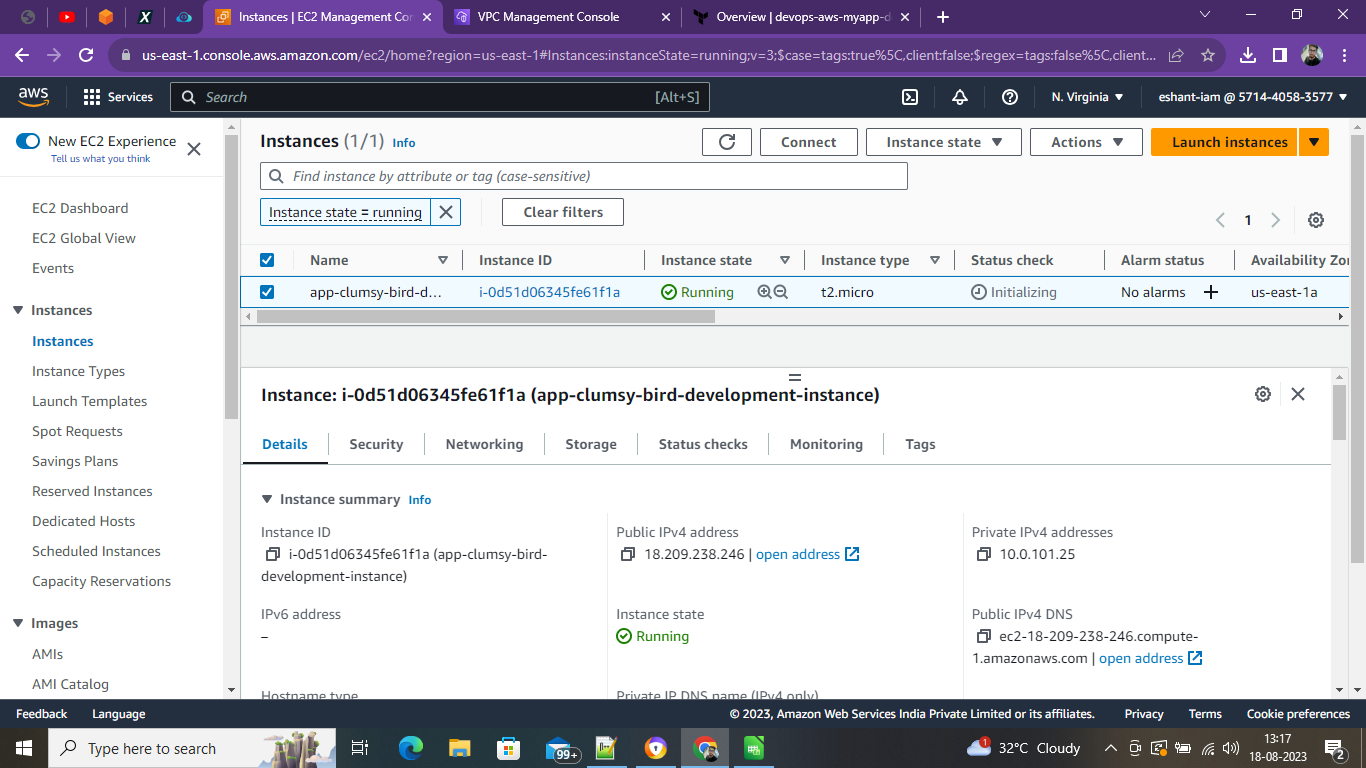 Instances | EC2 Management Cor
VPC Management Console
Overview | devops-aws-myapp-d
us-east-1.console.aws.amazon.com/ec2/home?region=us-east-1#Instances:instanceState=running;v=3;$case=tags:true%5C,client:false;$regex=tags:false%5C,client...
aws
Services
Search
[Alt+S]
N. Virginia
eshant-iam @ 5714-4058-3577
New EC2 Experience
Tell us what you think
EC2 Dashboard
EC2 Global View
Events
Instances
Instances
Instance Types
Launch Templates
Spot Requests
Savings Plans
Reserved Instances
Dedicated Hosts
Scheduled Instances
Capacity Reservations
Images
AMIs
AMI Catalog
Instances (1/1) Info
Connect
Instance state
Actions
Launch instances
Find instance by attribute or tag (case-sensitive)
Instance state = running
Clear filters
1
Name Instance ID Instance state Instance type Status check Alarm status Availability Zo
app-clumsy-bird-d... i-0d51d06345fe61f1a Running t2.micro Initializing No alarms us-east-1a
Instance: i-0d51d06345fe61f1a (app-clumsy-bird-development-instance)
Details Security Networking Storage Status checks Monitoring Tags
Instance summary Info
Instance ID
i-0d51d06345fe61f1a (app-clumsy-bird-
development-instance)
Public IPv4 address
18.209.238.246 | open address
Private IPv4 addresses
10.0.101.25
IPv6 address
–
Instance state
Running
Public IPv4 DNS
ec2-18-209-238-246.compute-
1.amazonaws.com | open address
Hostname type
Private IP DNS name (IPv4 only)
Feedback Language
© 2023, Amazon Web Services India Private Limited or its affiliates.
Privacy Terms Cookie preferences
Type here to search
99+
1
32°C Cloudy
13:17
18-08-2023
2